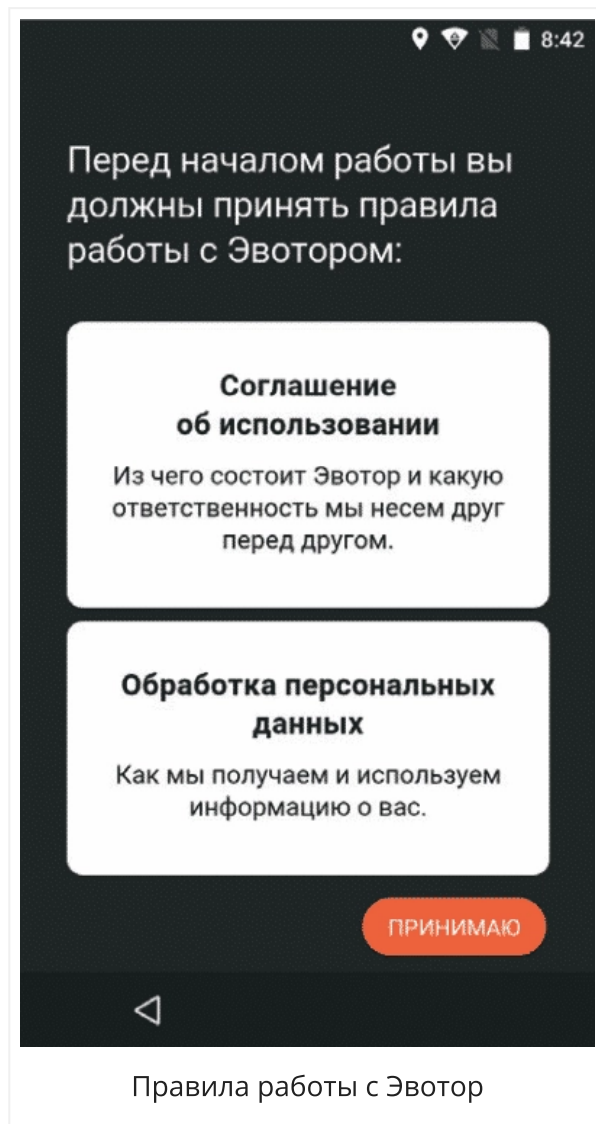 8:42
Перед началом работы вы
должны принять правила
работы с Эвотором:
Соглашение
об использовании
Из чего состоит Эвотор и какую
ответственность мы несем друг
перед другом.
Обработка персональных
данных
Как мы получаем и используем
информацию о вас.
ПРИНИМАЮ
Правила работы с Эвотор